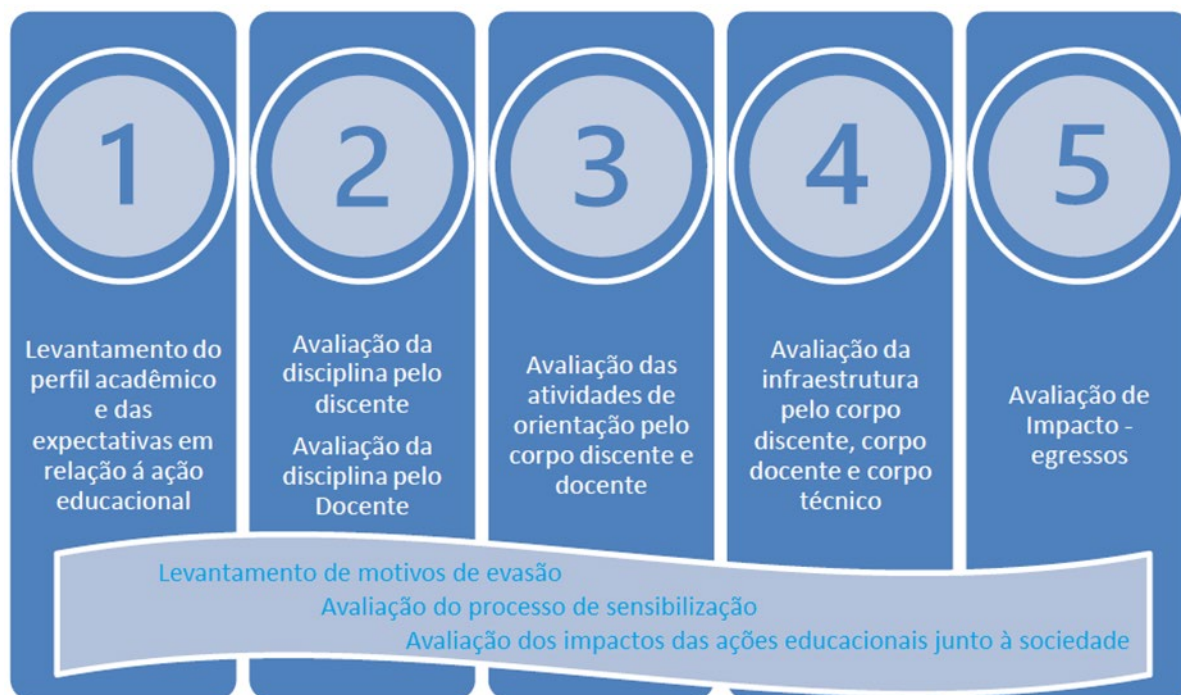 1
Levantamento do
perfil acadêmico
e das
expectativas em
relação á ação
educacional
2
Avaliação da
disciplina pelo
discente
Avaliação da
disciplina pelo
Docente
3
Avaliação das
atividades de
orientação pelo
corpo discente e
docente
4
Avaliação da
infraestrutura
pelo corpo
discente, corpo
docente e corpo
técnico
5
Avaliação de
Impacto -
egressos
Levantamento de motivos de evasão
Avaliação do processo de sensibilização
Avaliação dos impactos das ações educacionais junto à sociedade